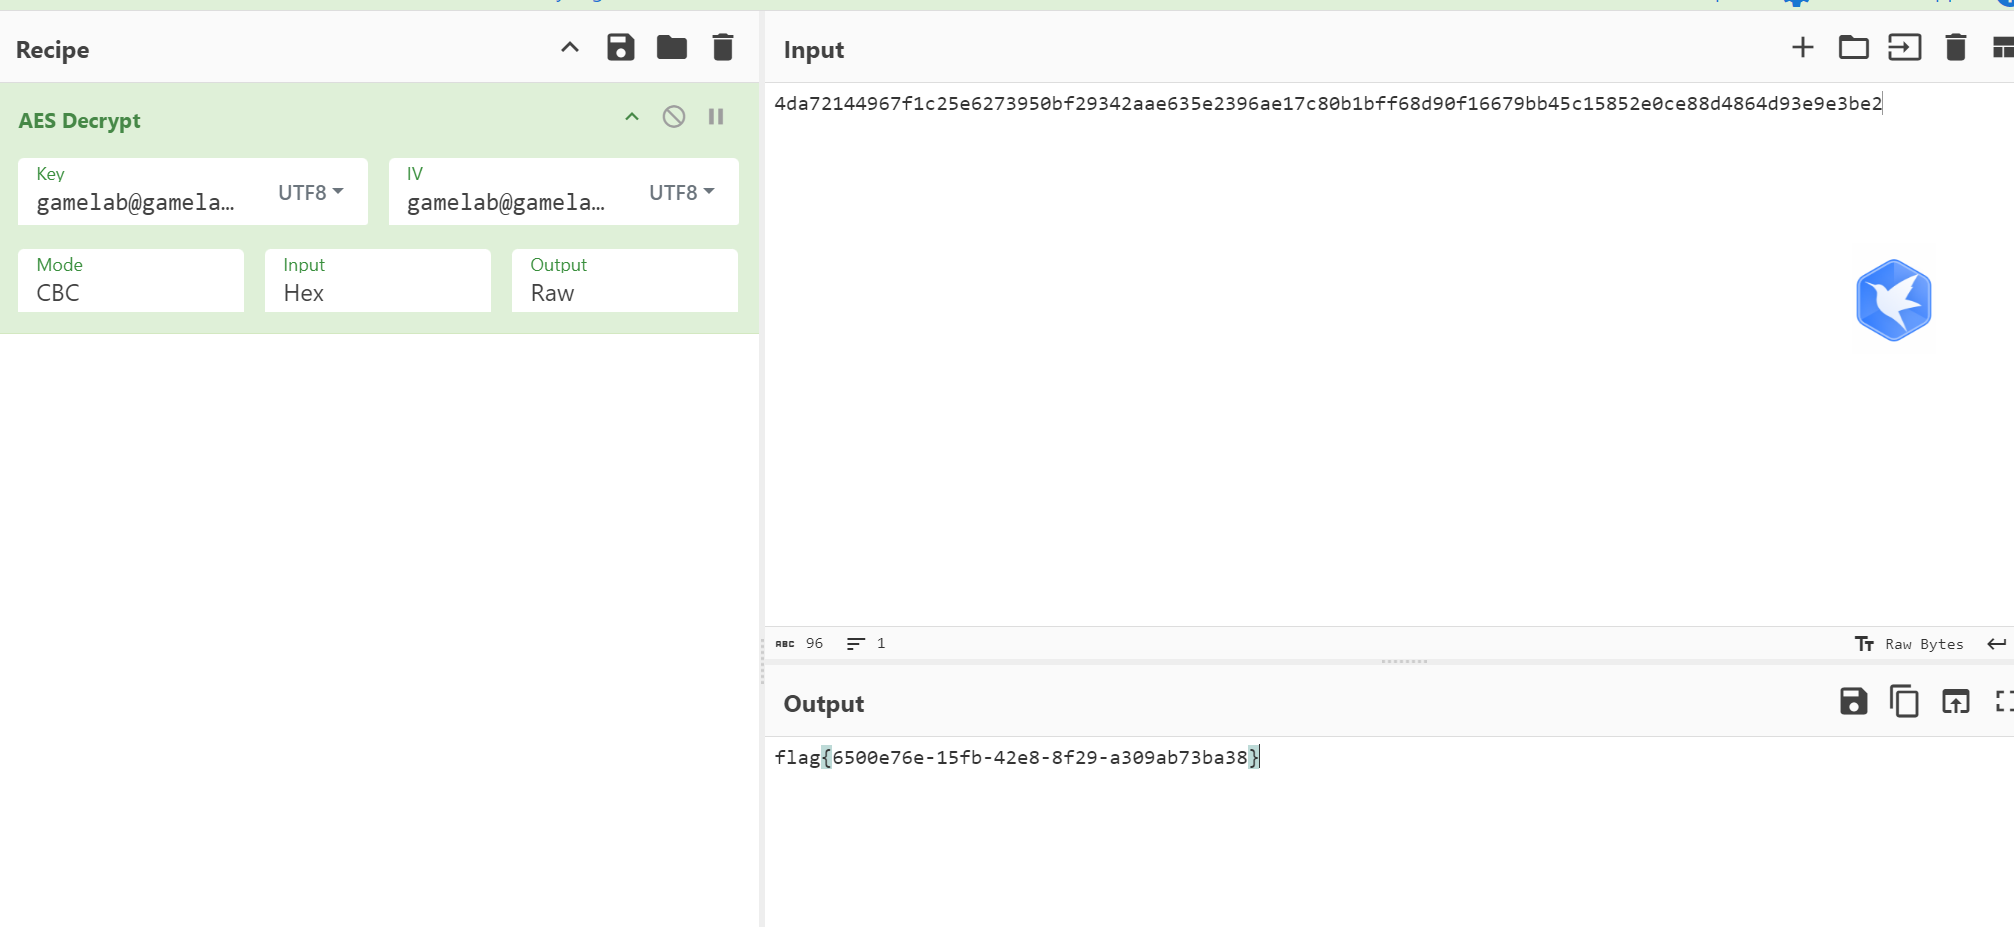 Recipe
AES Decrypt
Key
gamelab@gamela…
UTF8
IV
gamelab@gamela…
UTF8
Mode
CBC
Input
Hex
Output
Raw
Input
4da72144967f1c25e6273950bf29342aae635e2396ae17c80b1bff68d90f16679bb45c15852e0ce88d4864d93e9e3be2
ABC 96 1
Tт Raw Bytes
Output
flag{6500e76e-15fb-42e8-8f29-a309ab73ba38}